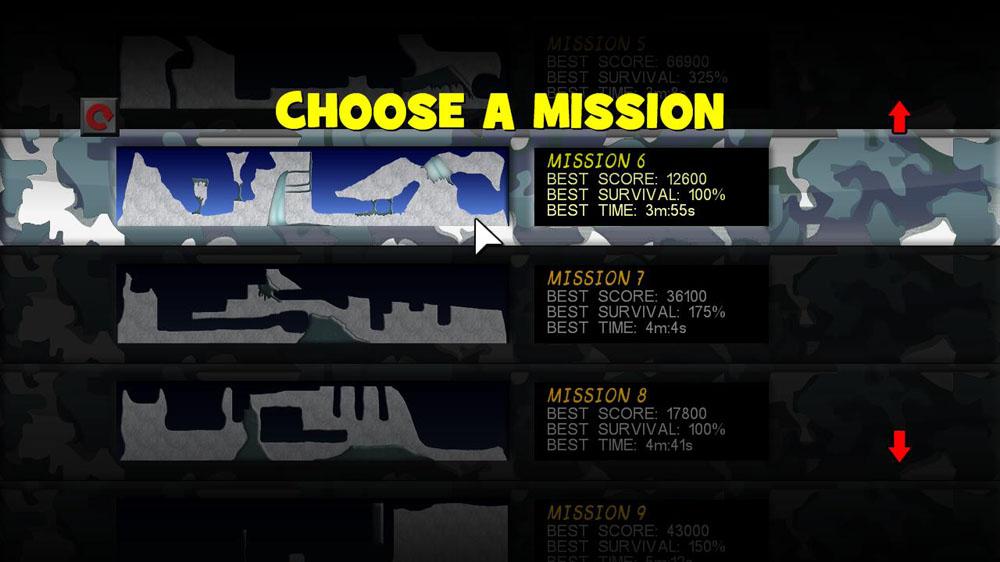 MISSION 5
BEST SCORE: 66900
BEST SURVIVAL: 325%
CHOOSE A MISSION
MISSION 6
BEST SCORE: 12600
BEST SURVIVAL: 100%
BEST TIME: 3m:55s
MISSION 7
BEST SCORE: 36100
BEST SURVIVAL: 175%
BEST TIME: 4m:4s
MISSION 8
BEST SCORE: 17800
BEST SURVIVAL: 100%
BEST TIME: 4m:41s
MISSION 9
BEST SCORE: 43000
BEST SURVIVAL: 150%
BEST TIME: